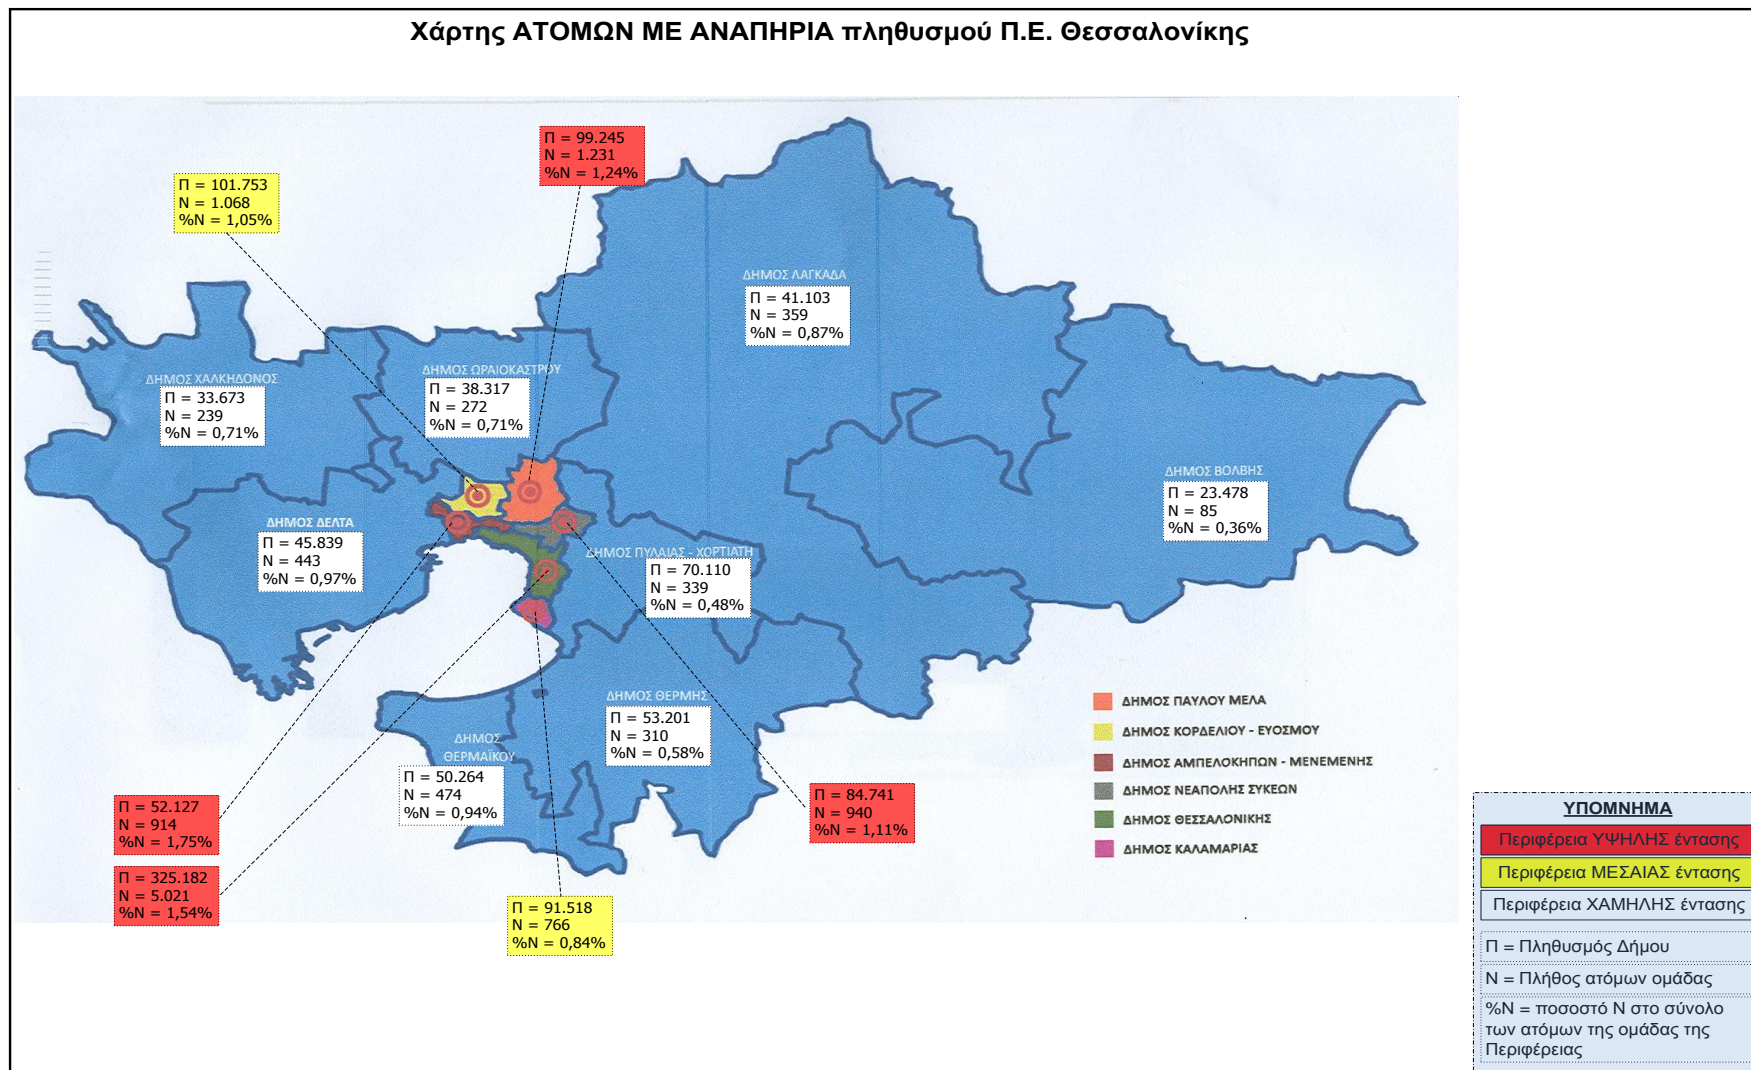 Χάρτης ΑΤΟΜΩΝ ΜΕ ΑΝΑΠΗΡΙΑ πληθυσμού Π.Ε. Θεσσαλονίκης
Π = 99.245
Ν = 1.231
%Ν = 1,24%
Π = 101.753
Ν = 1.068
%Ν = 1,05%
ΔΗΜΟΣ ΛΑΓΚΑΔΑ
Π = 41.103
Ν = 359
%Ν = 0,87%
ΔΗΜΟΣ ΧΑΛΚΗΔΟΝΟΣ
Π = 33.673
Ν = 239
%Ν = 0,71%
ΔΗΜΟΣ ΩΡΑΙΟΚΑΣΤΡΟΥ
Π = 38.317
Ν = 272
%Ν = 0,71%
ΔΗΜΟΣ ΒΟΛΒΗΣ
Π = 23.478
Ν = 85
%Ν = 0,36%
ΔΗΜΟΣ ΔΕΛΤΑ
Π = 45.839
Ν = 443
%Ν = 0,97%
ΔΗΜΟΣ ΠΥΛΑΙΑΣ - ΧΟΡΤΙΑΤΗ
Π = 70.110
Ν = 339
%Ν = 0,48%
ΔΗΜΟΣ ΘΕΡΜΗΣ
Π = 53.201
Ν = 310
%Ν = 0,58%
ΔΗΜΟΣ
ΘΕΡΜΑΪΚΟΥ
Π = 50.264
Ν = 474
%Ν = 0,94%
Π = 52.127
Ν = 914
%Ν = 1,75%
Π = 325.182
Ν = 5.021
%Ν = 1,54%
Π = 91.518
Ν = 766
%Ν = 0,84%
Π = 84.741
Ν = 940
%Ν = 1,11%
ΔΗΜΟΣ ΠΑΥΛΟΥ ΜΕΛΑ
ΔΗΜΟΣ ΚΟΡΔΕΛΙΟΥ - ΕΥΟΣΜΟΥ
ΔΗΜΟΣ ΑΜΠΕΛΟΚΗΠΩΝ - ΜΕΝΕΜΕΝΗΣ
ΔΗΜΟΣ ΝΕΑΠΟΛΗΣ ΣΥΚΕΩΝ
ΔΗΜΟΣ ΘΕΣΣΑΛΟΝΙΚΗΣ
ΔΗΜΟΣ ΚΑΛΑΜΑΡΙΑΣ
ΥΠΟΜΝΗΜΑ
Περιφέρεια ΥΨΗΛΗΣ έντασης
Περιφέρεια ΜΕΣΑΙΑΣ έντασης
Περιφέρεια ΧΑΜΗΛΗΣ έντασης
Π = Πληθυσμός Δήμου
Ν = Πλήθος ατόμων ομάδας
%Ν = ποσοστό Ν στο σύνολο
των ατόμων της ομάδας της
Περιφέρειας